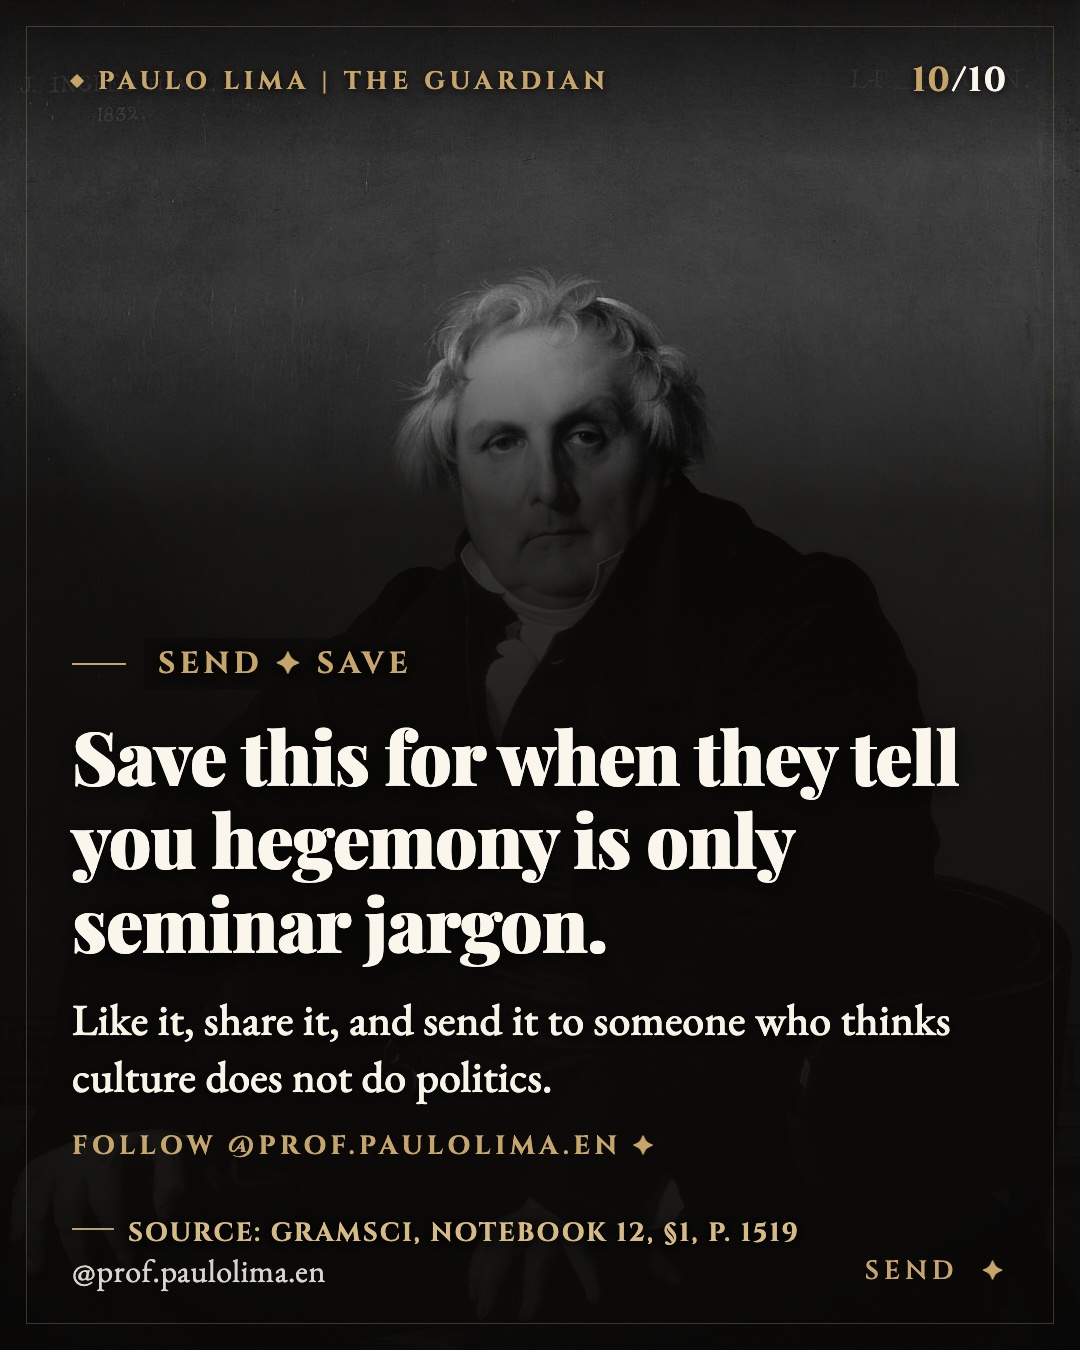 ◆ PAULO LIMA | THE GUARDIAN
10/10
1832.
SEND ✦ SAVE
Save this for when they tell
you hegemony is only
seminar jargon.
Like it, share it, and send it to someone who thinks
culture does not do politics.
FOLLOW @PROF.PAULOLIMA.EN ✦
SOURCE: GRAMSCI, NOTEBOOK 12, §1, P. 1519
@prof.paulolima.en
SEND ✦